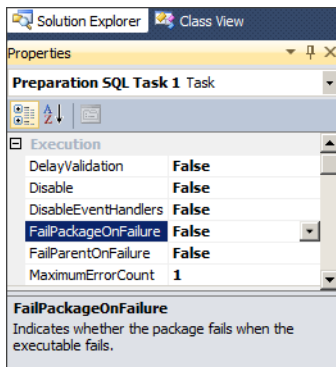 Solution Explorer Class View
Properties
Preparation SQL Task 1 Task
Execution
DelayValidation False
Disable False
DisableEventHandlers False
FailPackageOnFailure False
FailParentOnFailure False
MaximumErrorCount 1
FailPackageOnFailure
Indicates whether the package fails when the
executable fails.